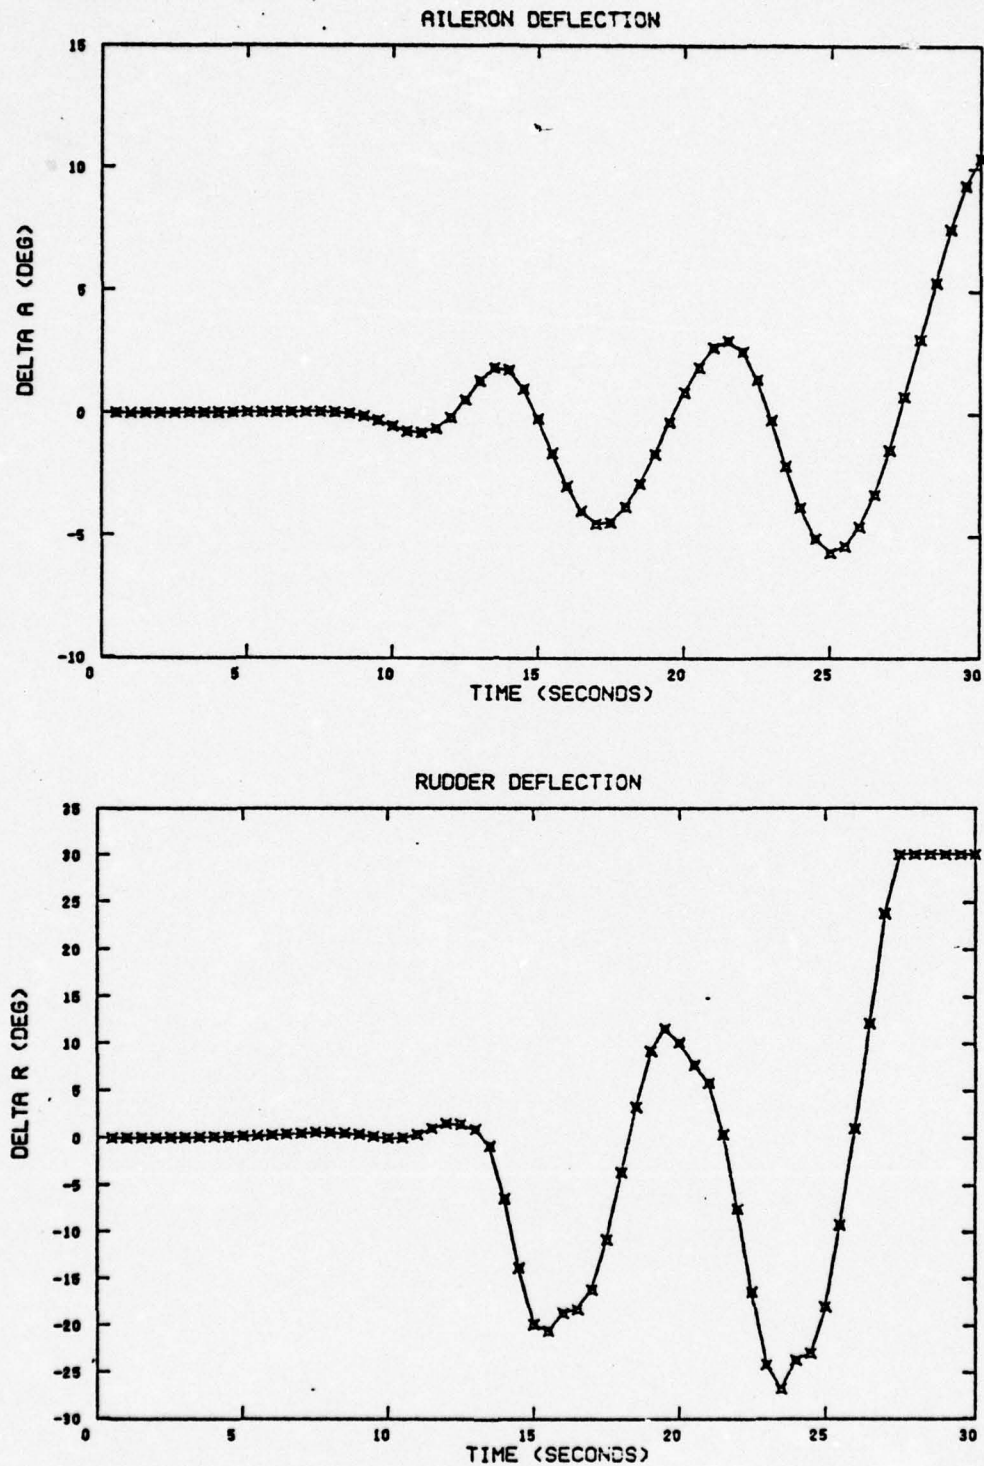 AILERON DEFLECTION
15
10
5
0
-5
-10
DELTA A (DEG)
0 5 10 15 20 25 30
TIME (SECONDS)
RUDDER DEFLECTION
35
30
25
20
15
10
5
0
-5
-10
-15
-20
-25
-30
DELTA R (DEG)
0 5 10 15 20 25 30
TIME (SECONDS)